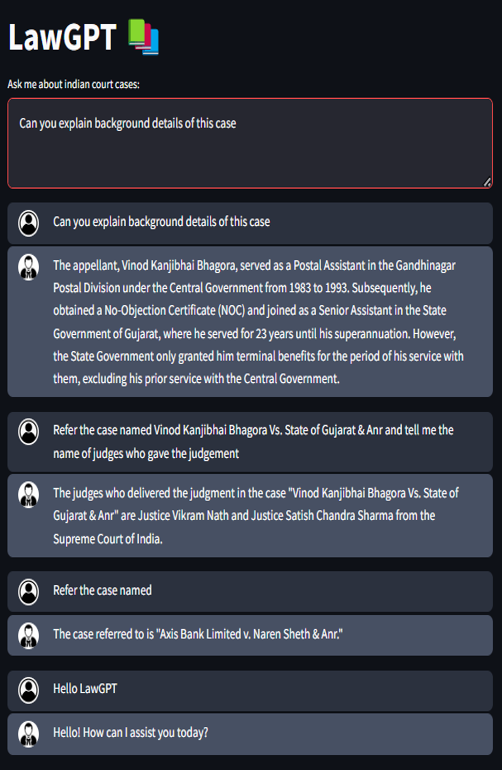 LawGPT
Ask me about indian court cases:
Can you explain background details of this case
Can you explain background details of this case
The appellant, Vinod Kanjibhai Bhagora, served as a Postal Assistant in the Gandhinagar
Postal Division under the Central Government from 1983 to 1993. Subsequently, he
obtained a No-Objection Certificate (NOC) and joined as a Senior Assistant in the State
Government of Gujarat, where he served for 23 years until his superannuation. However,
the State Government only granted him terminal benefits for the period of his service with
them, excluding his prior service with the Central Government.
Refer the case named Vinod Kanjibhai Bhagora Vs. State of Gujarat & Anr and tell me the
name of judges who gave the judgement
The judges who delivered the judgment in the case "Vinod Kanjibhai Bhagora Vs. State of
Gujarat & Anr" are Justice Vikram Nath and Justice Satish Chandra Sharma from the
Supreme Court of India.
Refer the case named
The case referred to is "Axis Bank Limited v. Naren Sheth & Anr."
Hello LawGPT
Hello! How can I assist you today?